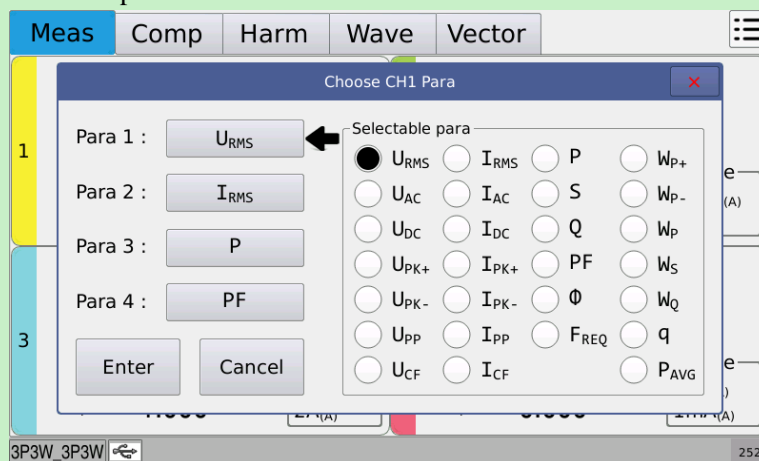 Meas Comp Harm Wave Vector
Choose CH1 Para
Selectable para
Para 1 : URMS
Para 2 : IRMS
Para 3 : P
Para 4 : PF
URMS IRMS P WP+
UAC IAC S WP-
UDC IDC Q WP
UPK+ IPK+ PF WS
UPK- IPK- Φ WQ
UPP IPP FREQ q
UCF ICF PAVG
Enter Cancel
1
3
e
(A)
e
2A(A)
1mA(A)
3P3W_3P3W
252